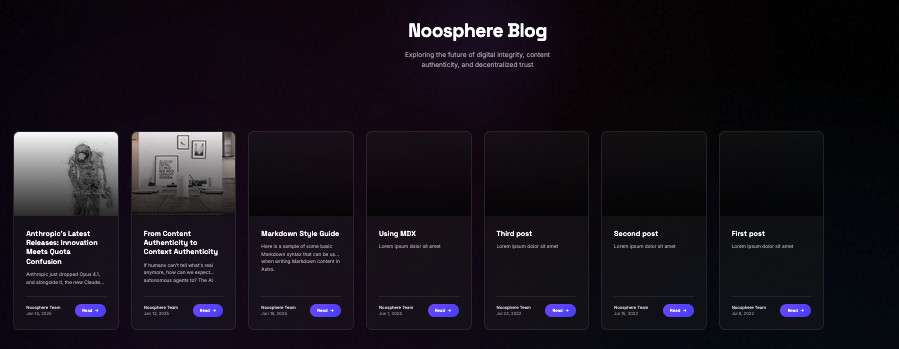 Noosphere Blog
Exploring the future of digital integrity, content
authenticity, and decentralized trust
Anthropic's Latest
Releases: Innovation
Meets Quota
Confusion
Anthropic just dropped Opus 4.1,
and alongside it, the new Claude...
Noosphere Team
Jan 14, 2025
Read →
From Content
Authenticity to
Context Authenticity
If humans can't tell what's real
anymore, how can we expect...
autonomous agents to? The AI
Noosphere Team
Jan 13, 2025
Read →
Markdown Style Guide
Here is a sample of some basic
Markdown syntax that can be us...
when writing Markdown content in
Astro.
Noosphere Team
Jun 19, 2024
Read →
Using MDX
Lorem ipsum dolor sit amet
Noosphere Team
Jun 1, 2024
Read →
Third post
Lorem ipsum dolor sit amet
Noosphere Team
Jul 22, 2022
Read →
Second post
Lorem ipsum dolor sit amet
Noosphere Team
Jul 15, 2022
Read →
First post
Lorem ipsum dolor sit amet
Noosphere Team
Jul 8, 2022
Read →